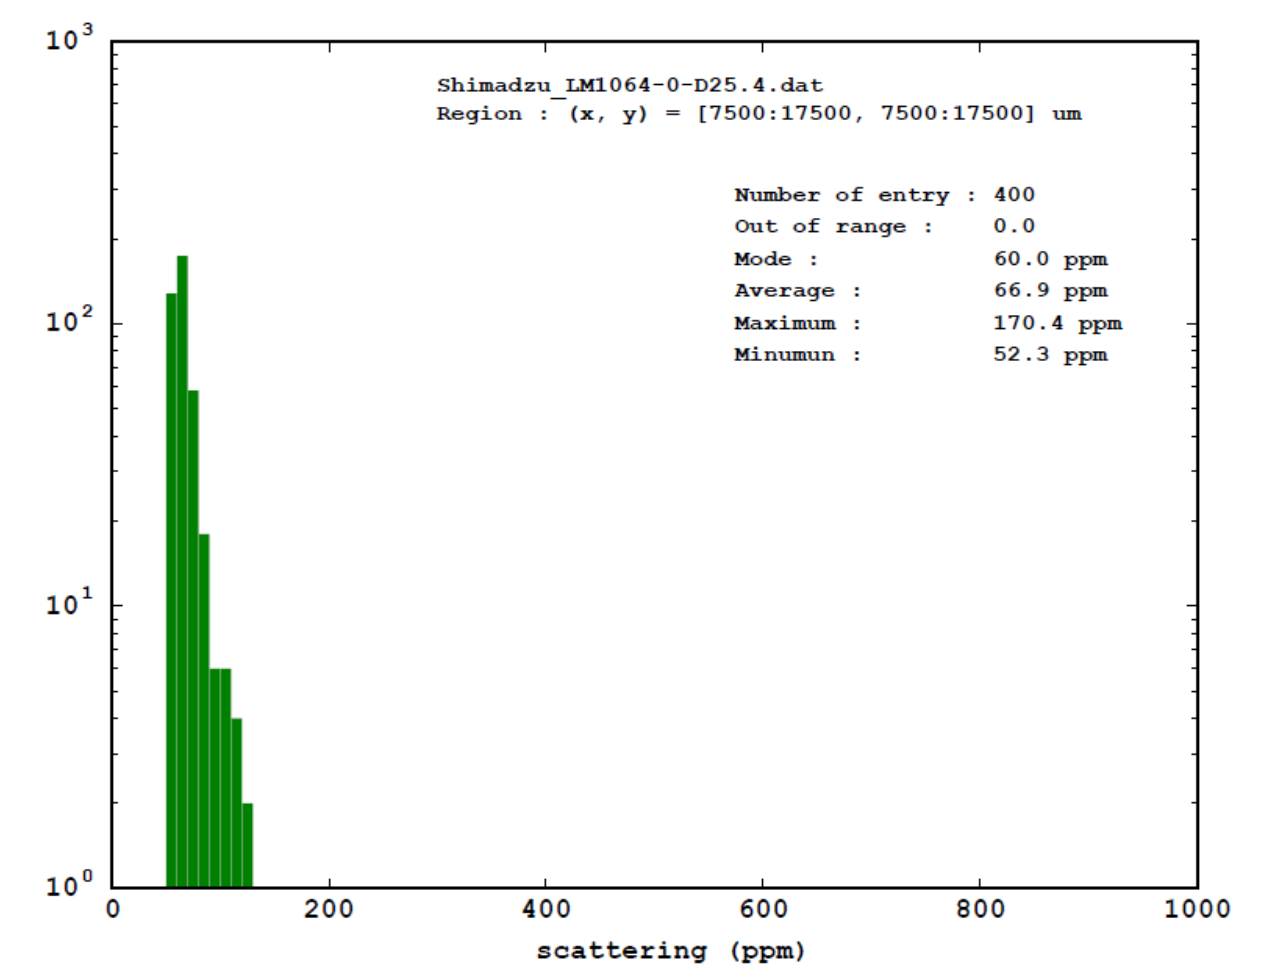 10³
Shimadzu_LM1064-0-D25.4.dat
Region : (x, y) = [7500:17500, 7500:17500] um
Number of entry : 400
Out of range : 0.0
Mode : 60.0 ppm
Average : 66.9 ppm
10²
Maximum : 170.4 ppm
Minumun : 52.3 ppm
10¹
10⁰
0 200 400 600 800 1000
scattering (ppm)